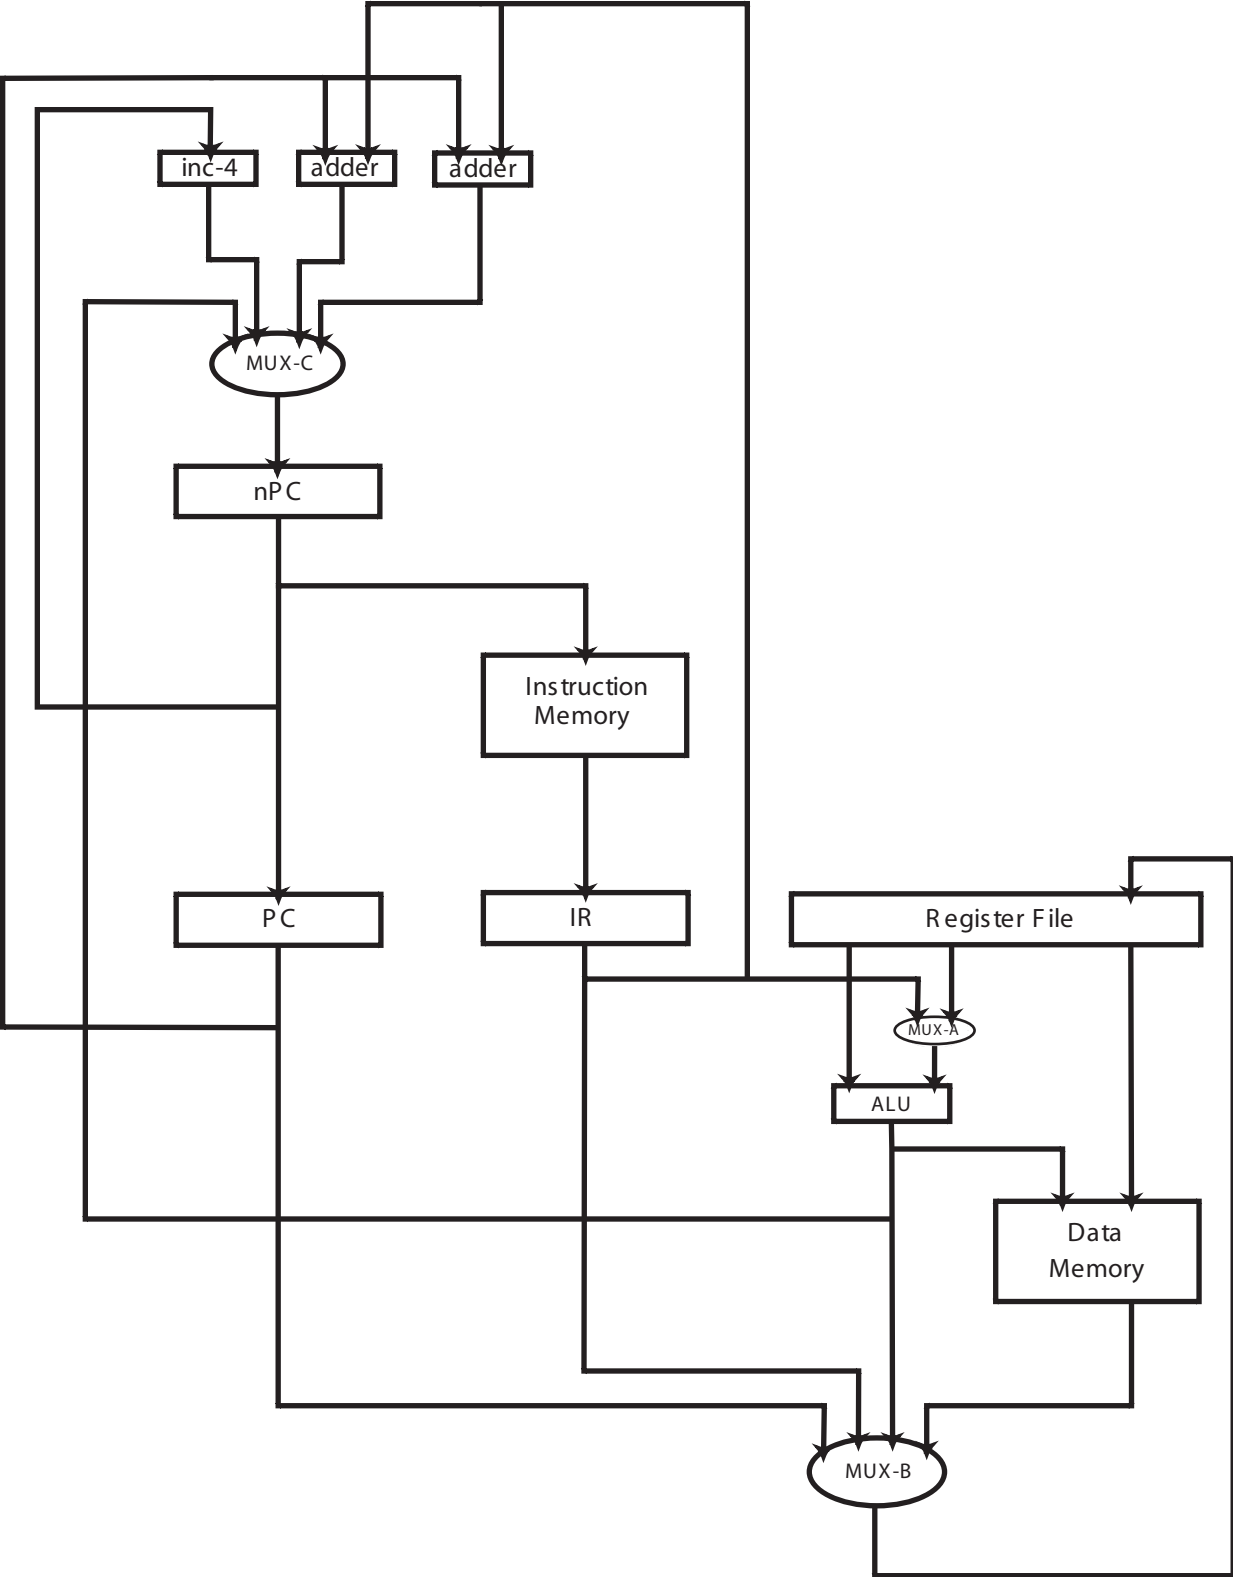 inc-4
adder
adder
MUX-C
nPC
Instruction
Memory
PC
IR
Register File
MUX-A
ALU
Data
Memory
MUX-B